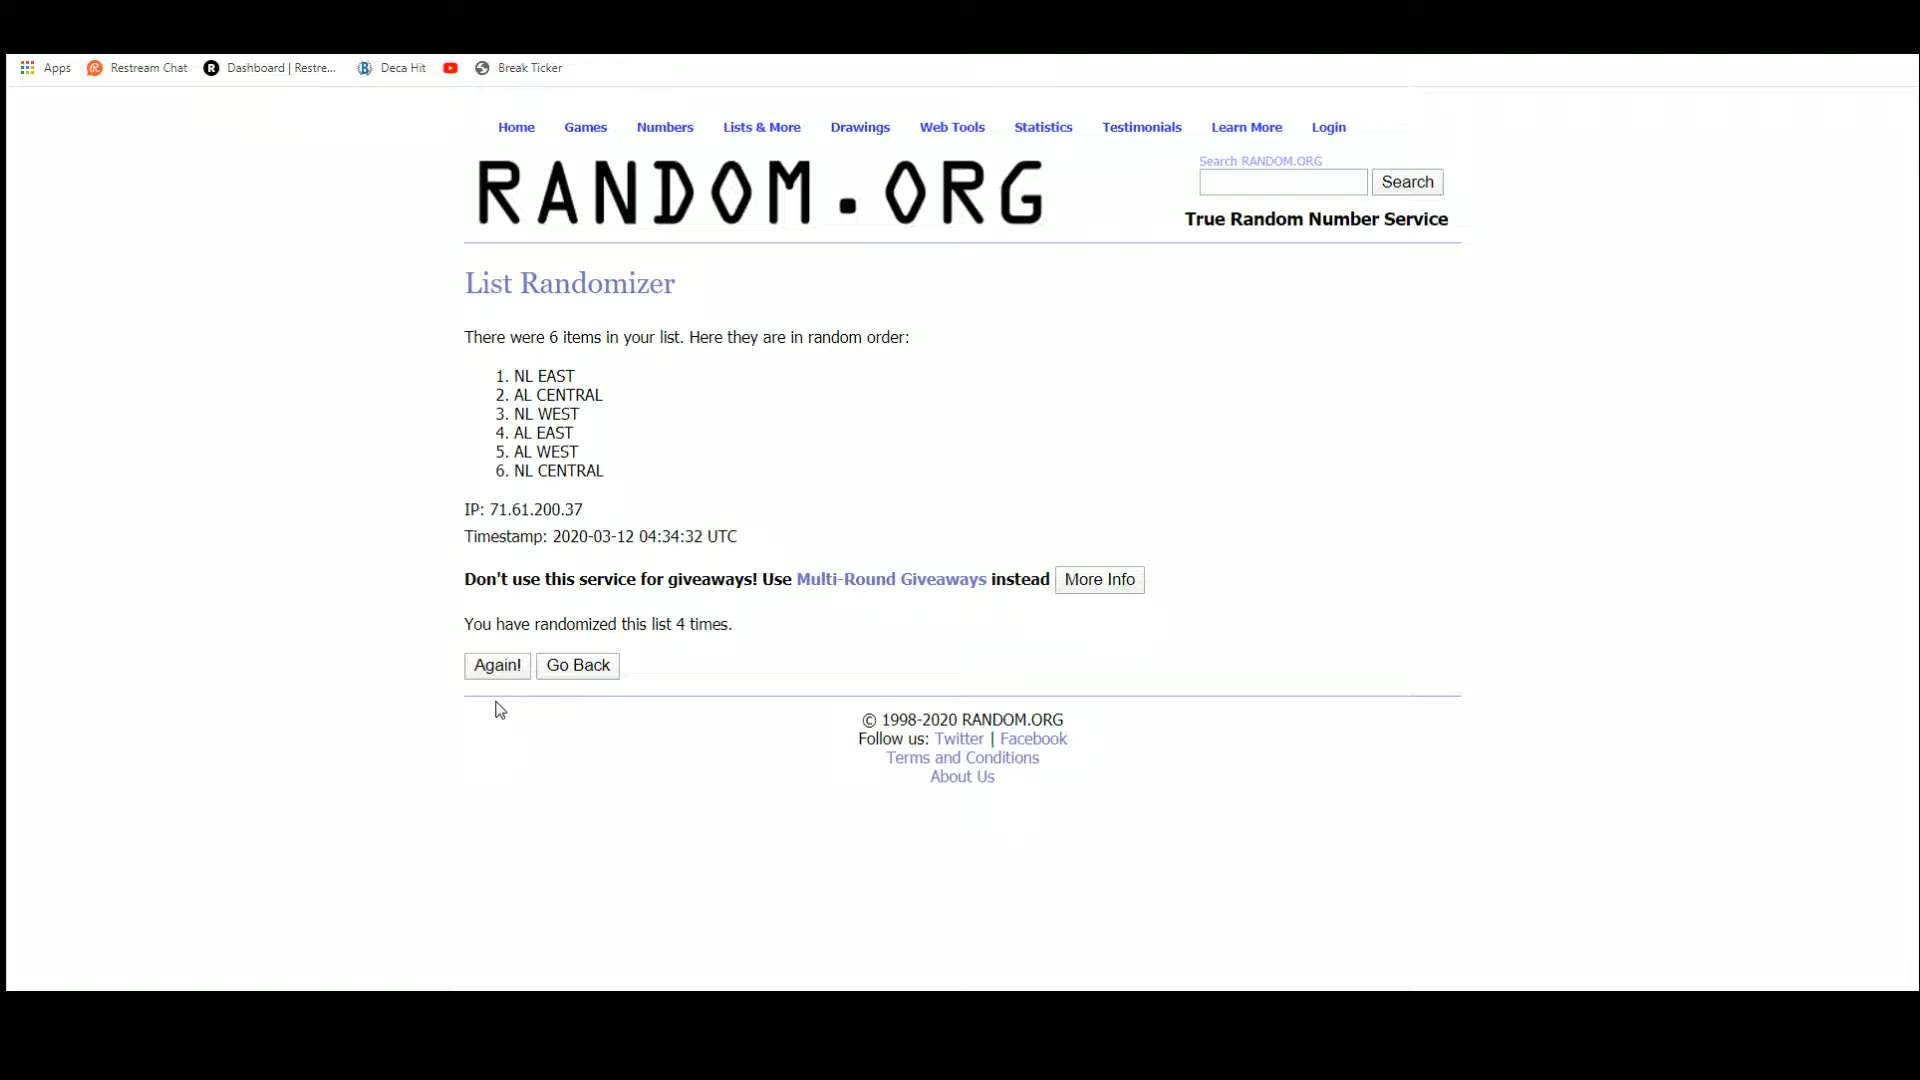 Apps Restream Chat Dashboard | Restre... Deca Hit Break Ticker
Home Games Numbers Lists & More Drawings Web Tools Statistics Testimonials Learn More Login
RANDOM.ORG
Search RANDOM.ORG
Search
True Random Number Service
List Randomizer
There were 6 items in your list. Here they are in random order:
1. NL EAST
2. AL CENTRAL
3. NL WEST
4. AL EAST
5. AL WEST
6. NL CENTRAL
IP: 71.61.200.37
Timestamp: 2020-03-12 04:34:32 UTC
Don't use this service for giveaways! Use Multi-Round Giveaways instead More Info
You have randomized this list 4 times.
Again! Go Back
© 1998-2020 RANDOM.ORG
Follow us: Twitter | Facebook
Terms and Conditions
About Us